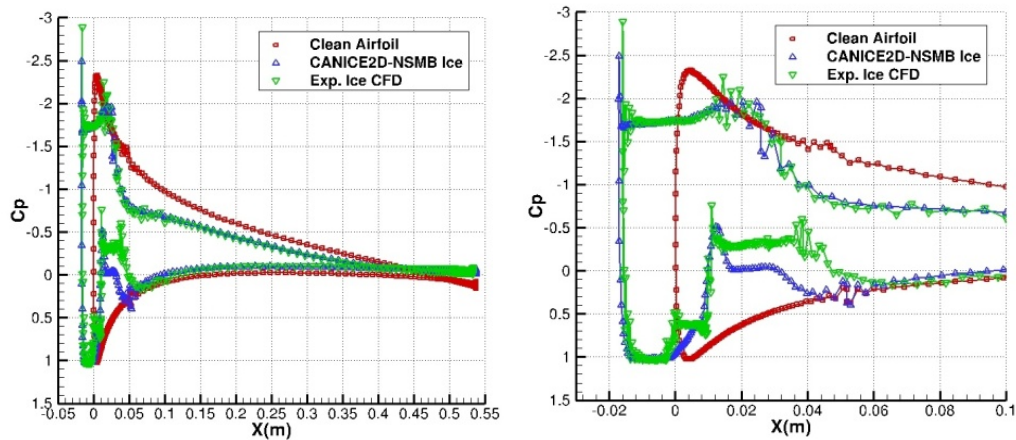 -3
-2.5
-2
-1.5
-1
-0.5
0
0.5
1
1.5
Cp
Clean Airfoil
CANICE2D-NSMB Ice
Exp. Ice CFD
-0.05 0 0.05 0.1 0.15 0.2 0.25 0.3 0.35 0.4 0.45 0.5 0.55
X(m)
-3
-2.5
-2
-1.5
-1
-0.5
0
0.5
1
1.5
Cp
Clean Airfoil
CANICE2D-NSMB Ice
Exp. Ice CFD
-0.02 0 0.02 0.04 0.06 0.08 0.1
X(m)